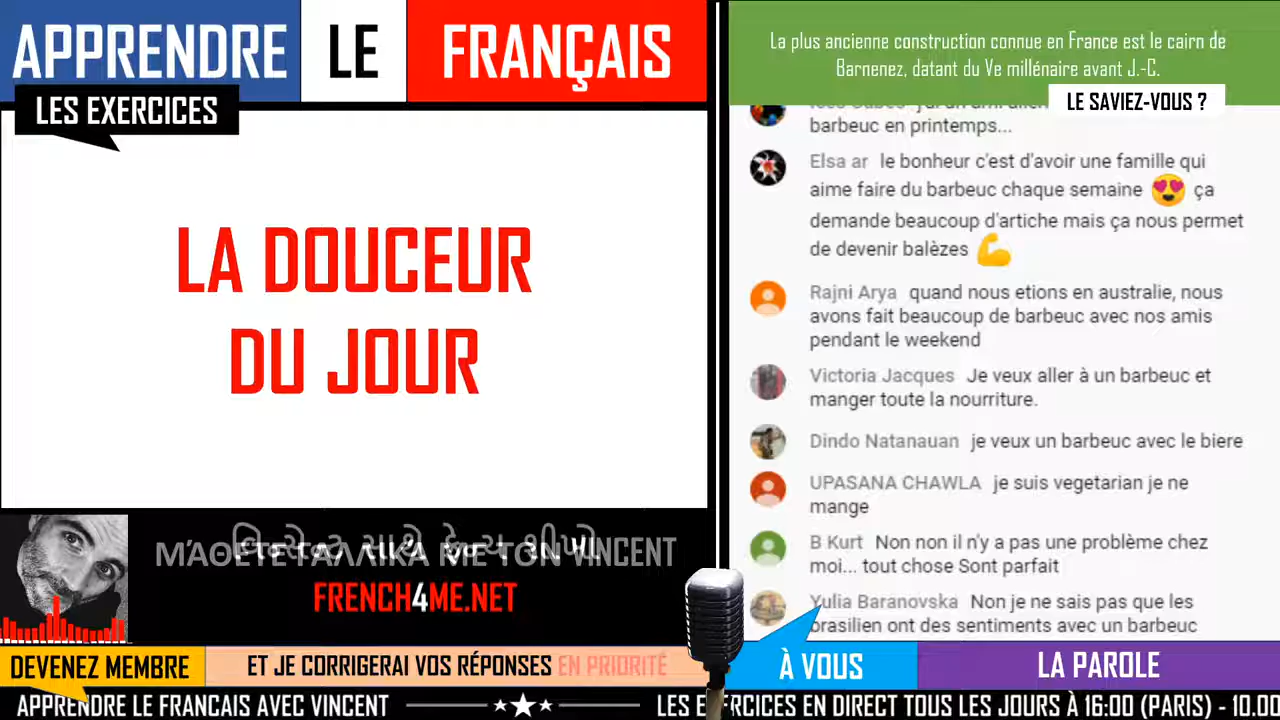 APPRENDRE LE FRANÇAIS
LES EXERCICES
LA DOUCEUR
DU JOUR
FRENCH4ME.NET
DEVENEZ MEMBRE
ET JE CORRIGERAI VOS RÉPONSES EN PRIORITÉ
La plus ancienne construction connue en France est le cairn de
Barnenez, datant du Ve millénaire avant J.-C.
LE SAVIEZ-VOUS ?
barbeuc en printemps...
Elsa ar le bonheur c'est d'avoir une famille qui
aime faire du barbeuc chaque semaine 😍 ça
demande beaucoup d'artiche mais ça nous permet
de devenir balèzes 💪
Rajni Arya quand nous etions en australie, nous
avons fait beaucoup de barbeuc avec nos amis
pendant le weekend
Victoria Jacques Je veux aller à un barbeuc et
manger toute la nourriture.
Dindo Natanauan je veux un barbeuc avec le biere
UPASANA CHAWLA je suis vegetarian je ne
mange
B Kurt Non non il n'y a pas une problème chez
moi... tout chose Sont parfait
Yulia Baranovska Non je ne sais pas que les
brasilien ont des sentiments avec un barbeuc
À VOUS LA PAROLE
APPRENDRE LE FRANCAIS AVEC VINCENT LES EXERCICES EN DIRECT TOUS LES JOURS À 16:00 (PARIS) - 10.00